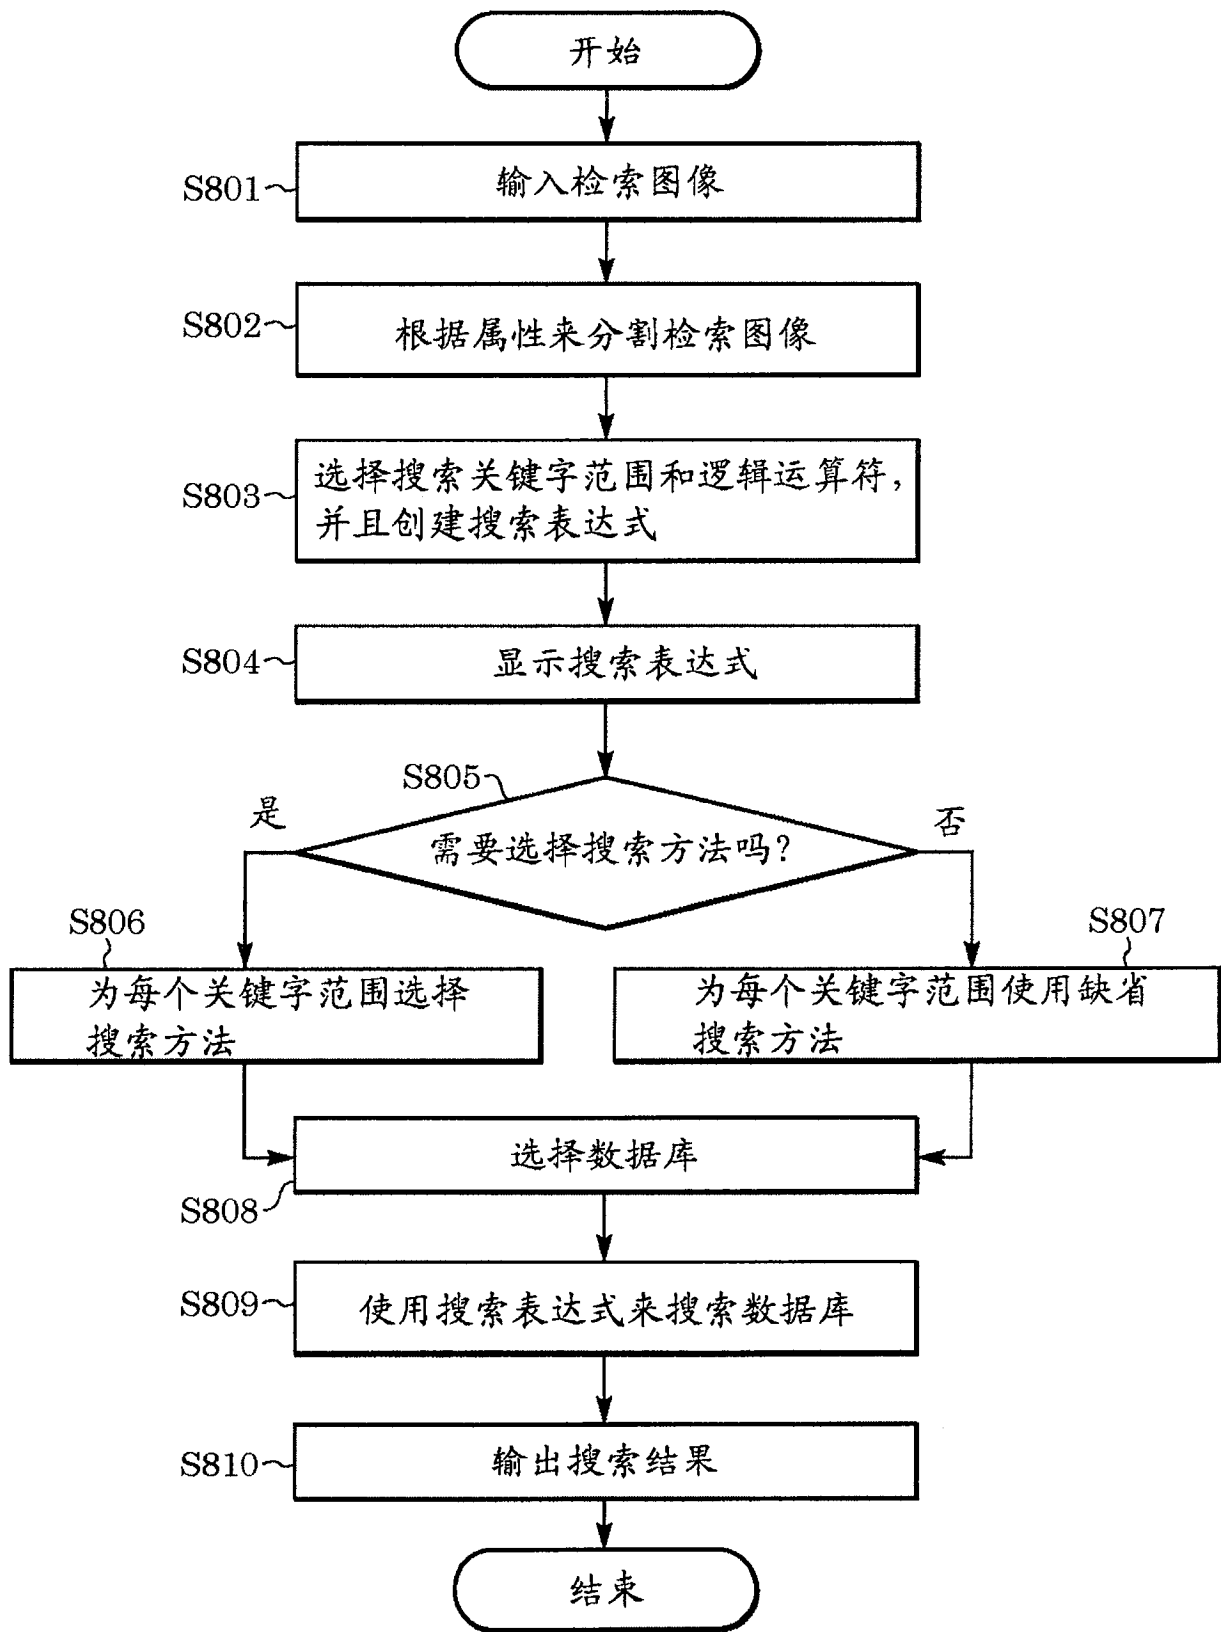 开始
S801
输入检索图像
S802
根据属性来分割检索图像
S803
选择搜索关键字范围和逻辑运算符，
并且创建搜索表达式
S804
显示搜索表达式
S805
是
需要选择搜索方法吗？
否
S806
为每个关键字范围选择
搜索方法
S807
为每个关键字范围使用缺省
搜索方法
选择数据库
S808
S809
使用搜索表达式来搜索数据库
S810
输出搜索结果
结束